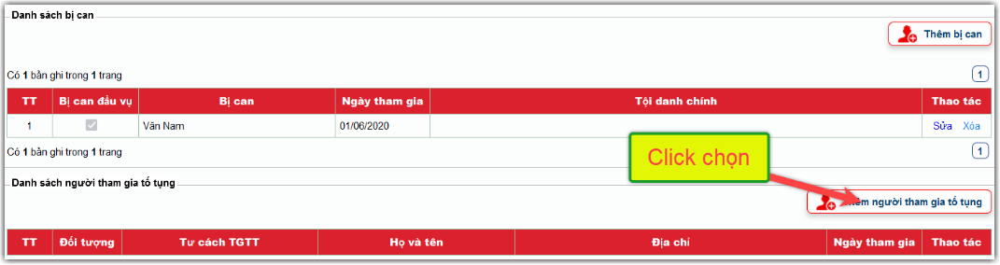 Danh sách bị can
Thêm bị can
Có 1 bản ghi trong 1 trang
1
TT Bị can đầu vụ Bị can Ngày tham gia Tội danh chính Thao tác
1 Văn Nam 01/06/2020 Sửa Xóa
Có 1 bản ghi trong 1 trang
1
Click chọn
Danh sách người tham gia tố tụng
người tham gia tố tụng
TT Đối tượng Tư cách TGTT Họ và tên Địa chỉ Ngày tham gia Thao tác